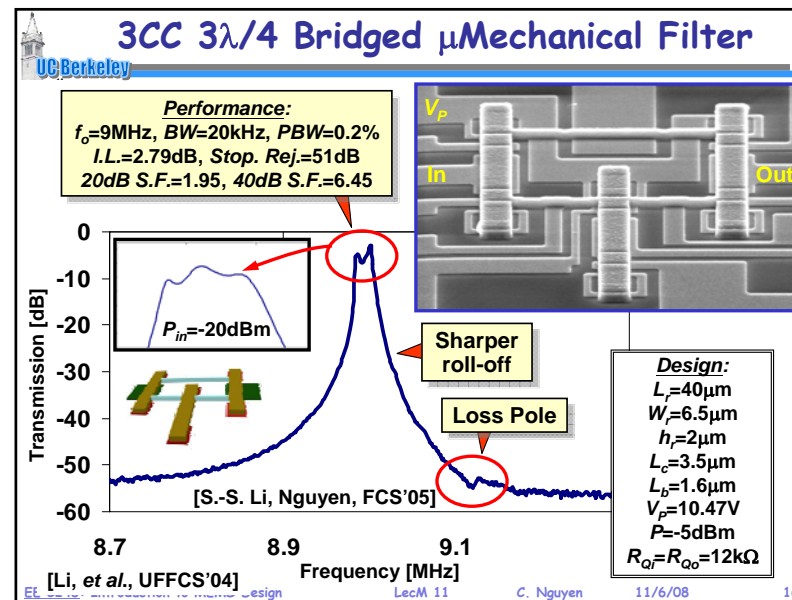 3CC 3λ/4 Bridged μMechanical Filter
UC Berkeley
Performance:
fo=9MHz, BW=20kHz, PBW=0.2%
I.L.=2.79dB, Stop. Rej.=51dB
20dB S.F.=1.95, 40dB S.F.=6.45
VP
In
Out
0
-10
-20
-30
-40
-50
-60
Transmission [dB]
Pin=-20dBm
Sharper
roll-off
Loss Pole
Design:
Lr=40μm
Wr=6.5μm
hr=2μm
Lc=3.5μm
Lb=1.6μm
VP=10.47V
P=-5dBm
RQi=RQo=12kΩ
[S.-S. Li, Nguyen, FCS'05]
8.7
8.9
9.1
Frequency [MHz]
[Li, et al., UFFCS'04]
Design
LecM 11
C. Nguyen
11/6/08